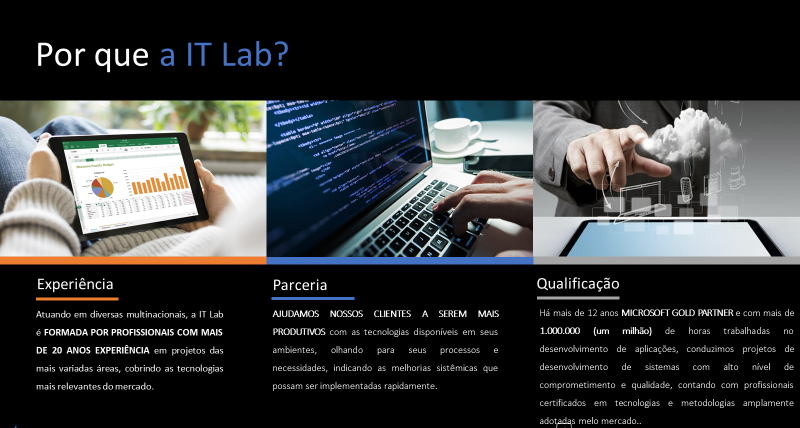 Por que a IT Lab?
Experiência
Atuando em diversas multinacionais, a IT Lab
é FORMADA POR PROFISSIONAIS COM MAIS
DE 20 ANOS EXPERIÊNCIA em projetos das
mais variadas áreas, cobrindo as tecnologias
mais relevantes do mercado.
Parceria
AJUDAMOS NOSSOS CLIENTES A SEREM MAIS
PRODUTIVOS com as tecnologias disponíveis em seus
ambientes, olhando para seus processos e
necessidades, indicando as melhorias sistêmicas que
possam ser implementadas rapidamente.
Qualificação
Há mais de 12 anos MICROSOFT GOLD PARTNER e com mais de
1.000.000 (um milhão) de horas trabalhadas no
desenvolvimento de aplicações, conduzimos projetos de
desenvolvimento de sistemas com alto nível de
comprometimento e qualidade, contando com profissionais
certificados em tecnologias e metodologias amplamente
adotadas melo mercado..